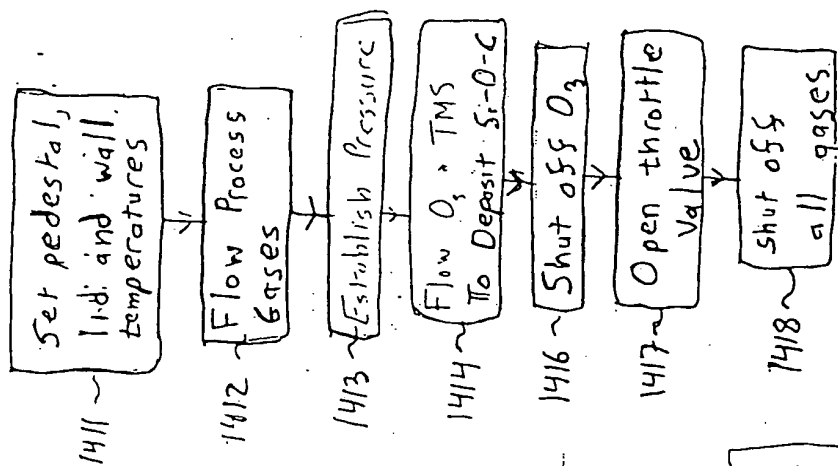 1411
Set pedestal,
lid. and wall
temperatures
1412
Flow Process
Gases
1413
Establish Pressure
1414
Flow O3 + TMS
To Deposit Si-O-C
1416
Shut off O3
1417
Open throttle
Valve
1418
shut off
all gases